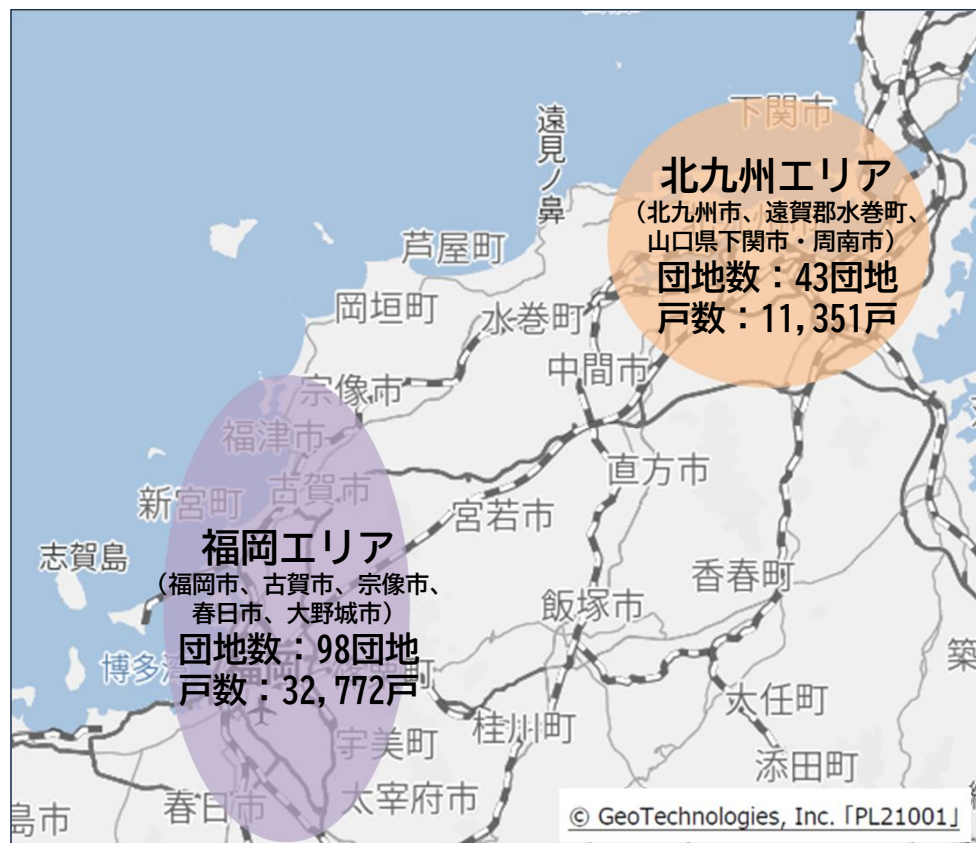 下関市
遠見ノ鼻
北九州エリア
(北九州市、遠賀郡水巻町、
山口県下関市・周南市)
団地数：43団地
戸数：11,351戸
芦屋町
岡垣町
水巻町
中間市
宗像市
福津市
古賀市
新宮町
直方市
宮若市
志賀島
福岡エリア
(福岡市、古賀市、宗像市、
春日市、大野城市)
団地数：98団地
戸数：32,772戸
香春町
飯塚市
築
博多湾
大任町
桂川町
宇美町
添田町
春日市
太宰府市
島市
© GeoTechnologies, Inc.「PL21001」